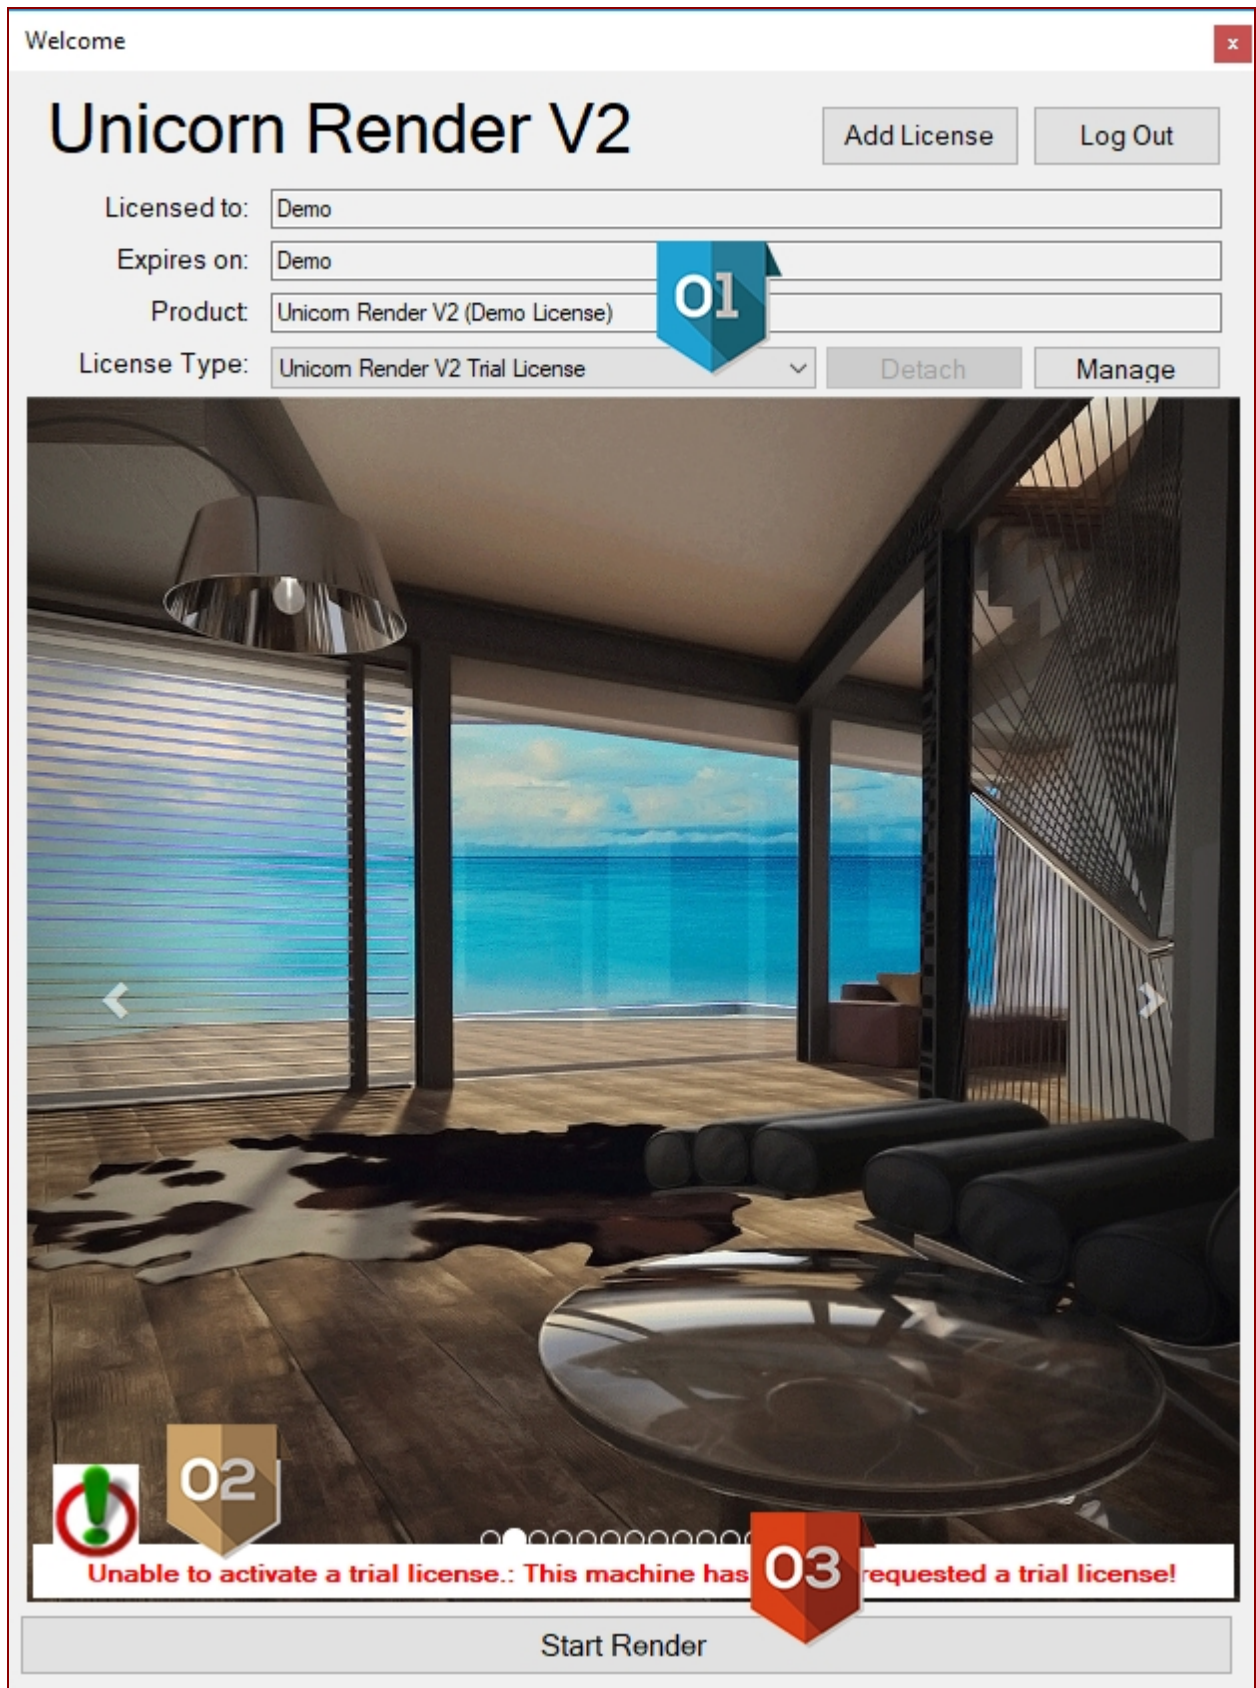 Welcome
x
Unicorn Render V2
Add License
Log Out
Licensed to:
Demo
Expires on:
Demo
01
Product:
Unicorn Render V2 (Demo License)
License Type:
Unicorn Render V2 Trial License
Detach
Manage
02
Unable to activate a trial license.: This machine has requested a trial license!
03
Start Render